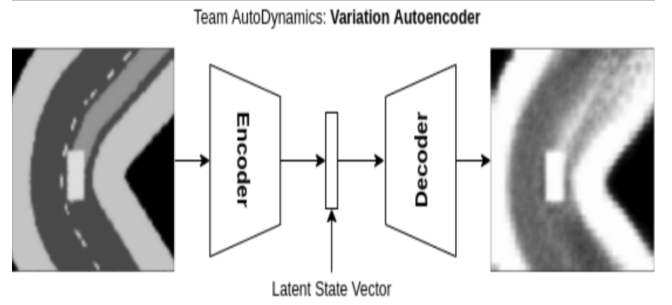 Team AutoDynamics: Variation Autoencoder
Encoder
Decoder
Latent State Vector